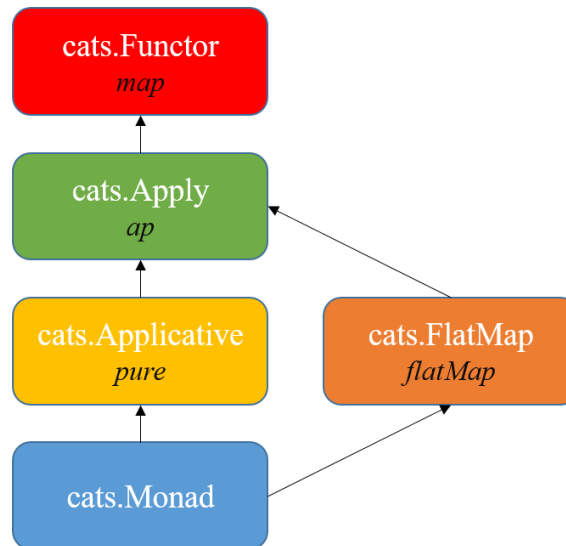 cats.Functor
map
cats.Apply
ap
cats.Applicative
pure
cats.FlatMap
flatMap
cats.Monad